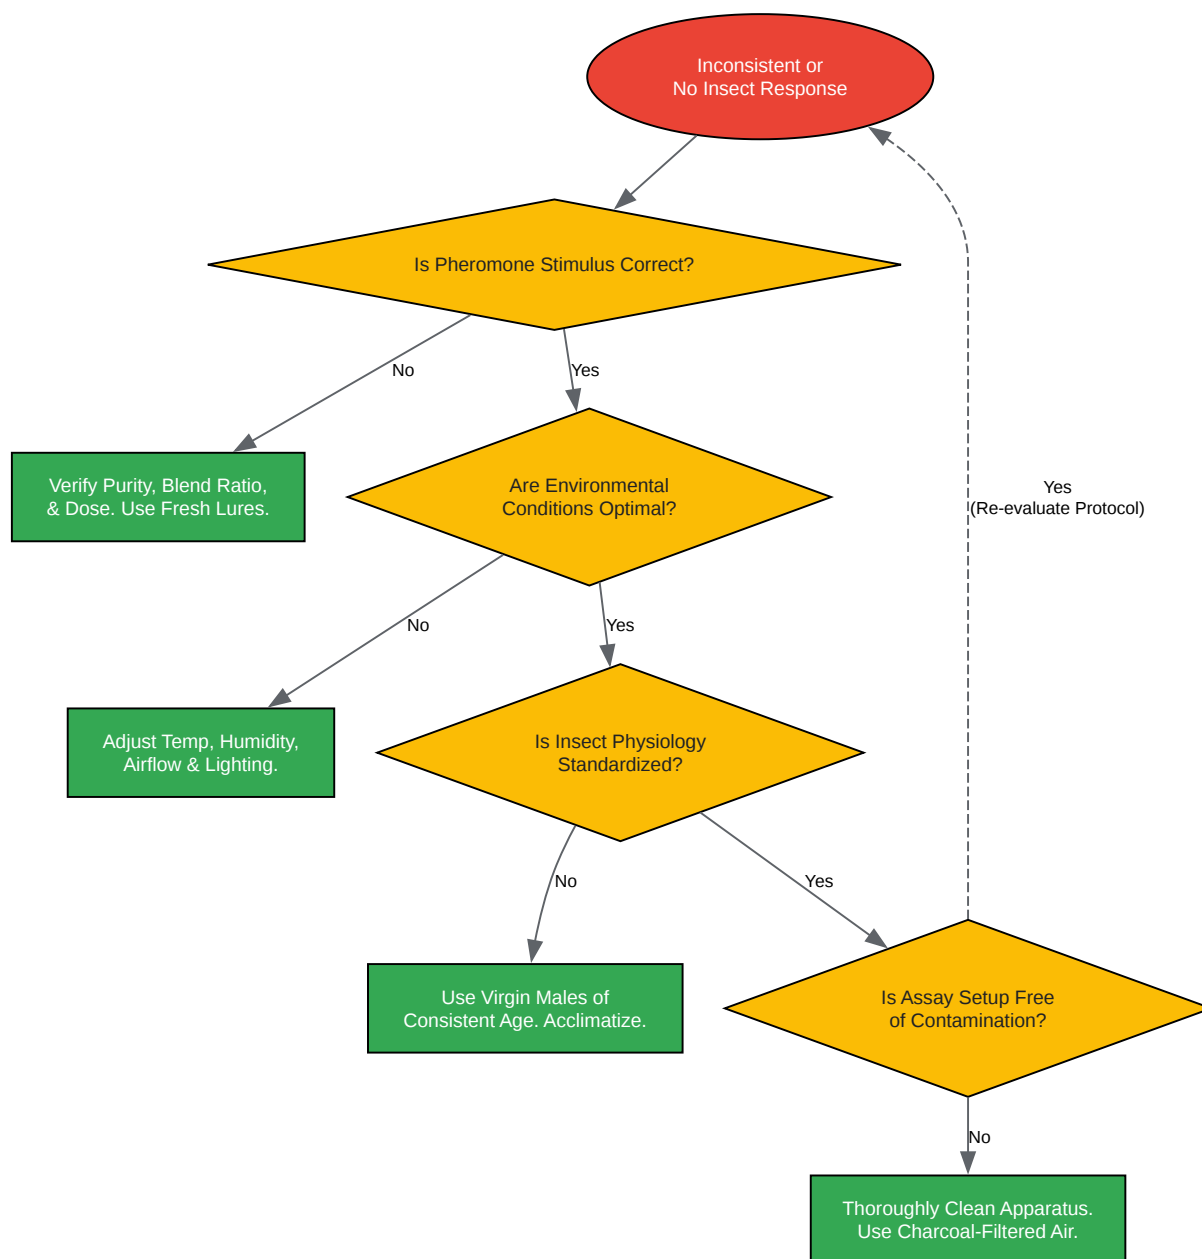 Inconsistent or
No Insect Response
Is Pheromone Stimulus Correct?
No
Yes
Verify Purity, Blend Ratio,
& Dose. Use Fresh Lures.
Are Environmental
Conditions Optimal?
Yes
(Re-evaluate Protocol)
No
Yes
Adjust Temp, Humidity,
Airflow & Lighting.
Is Insect Physiology
Standardized?
No
Yes
Use Virgin Males of
Consistent Age. Acclimatize.
Is Assay Setup Free
of Contamination?
No
Thoroughly Clean Apparatus.
Use Charcoal-Filtered Air.